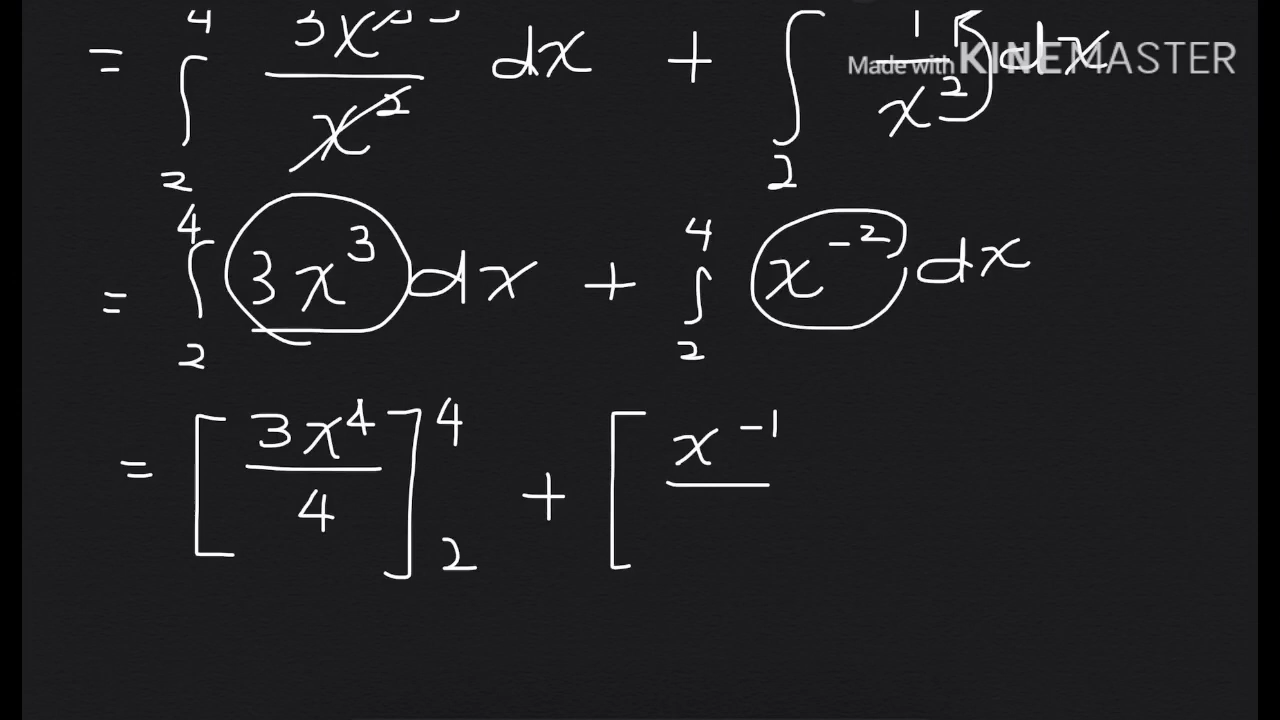 = ∫₂⁴ 3x⁵/x² dx + ∫₂ 1/x² dx
Made with KINEMASTER
= ∫₂⁴ 3x³ dx + ∫₂⁴ x⁻² dx
= [3x⁴/4]₂⁴ + [x⁻¹